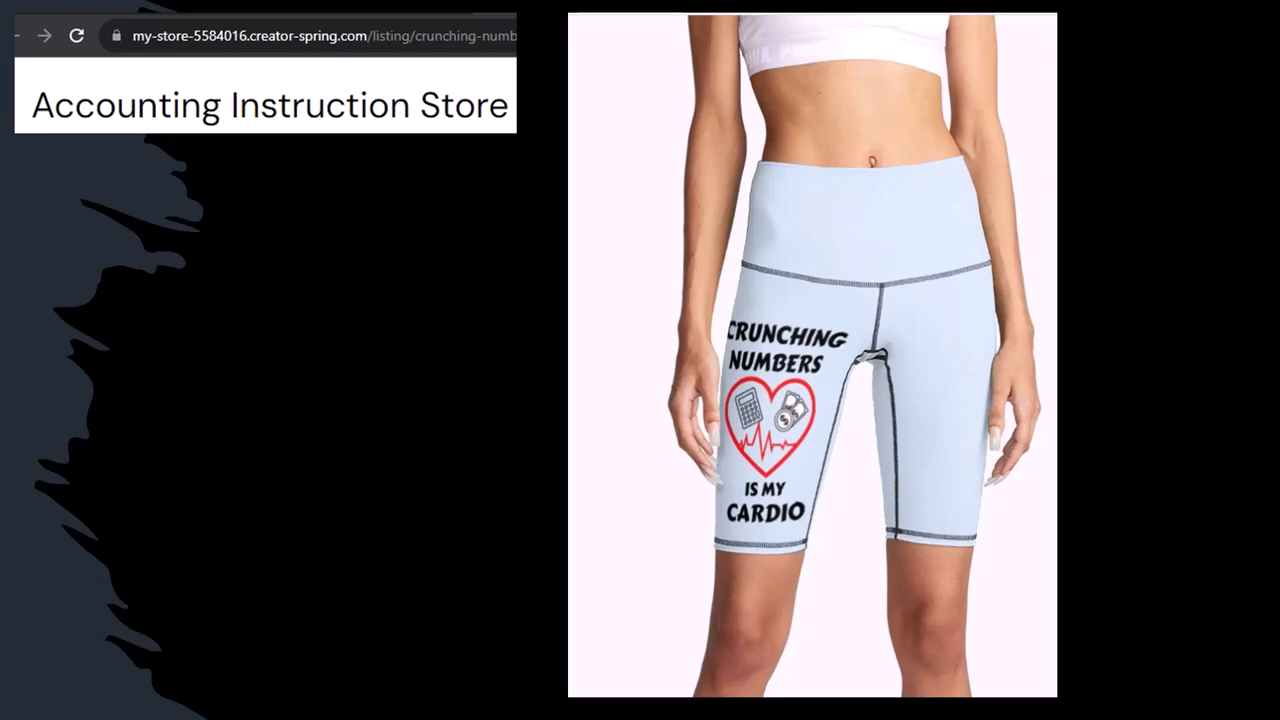 my-store-5584016.creator-spring.com/listing/crunching-numb
Accounting Instruction Store
CRUNCHING
NUMBERS
IS MY
CARDIO